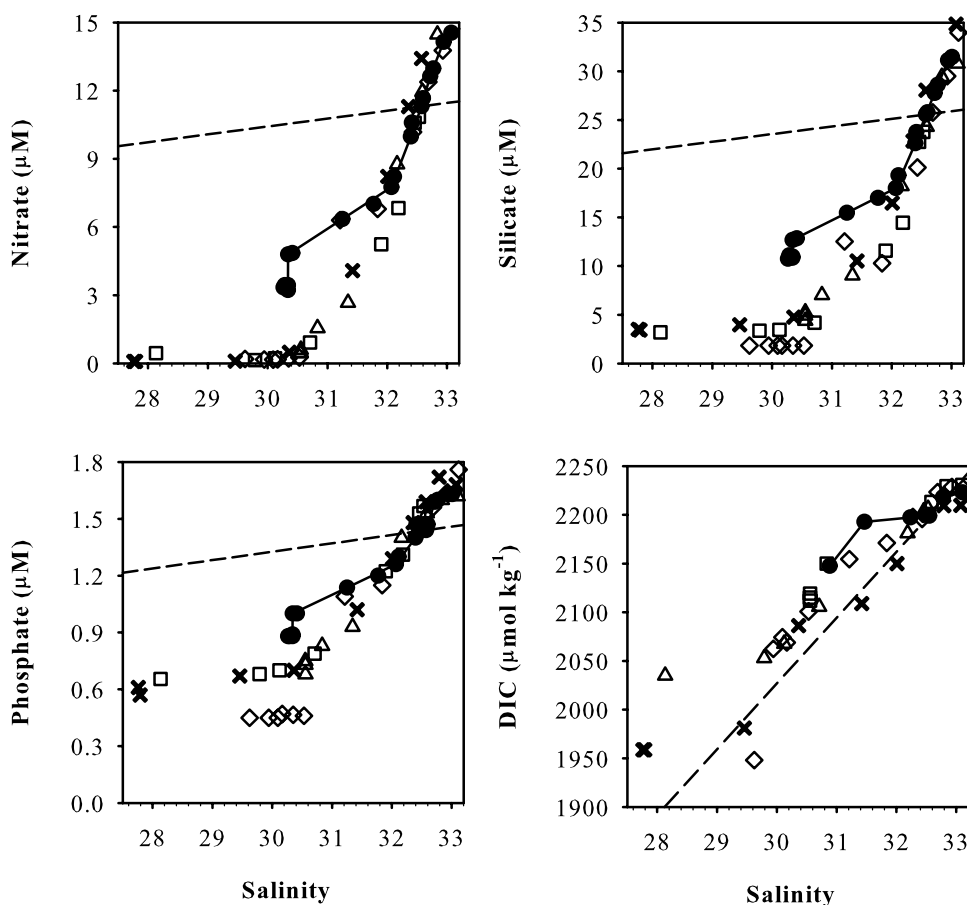 Nitrate (µM)
15
12
9
6
3
0
28 29 30 31 32 33
Silicate (µM)
35
30
25
20
15
10
5
0
28 29 30 31 32 33
Phosphate (µM)
1.8
1.5
1.2
0.9
0.6
0.3
0.0
28 29 30 31 32 33
Salinity
DIC (µmol kg⁻¹)
2250
2200
2150
2100
2050
2000
1950
1900
28 29 30 31 32 33
Salinity